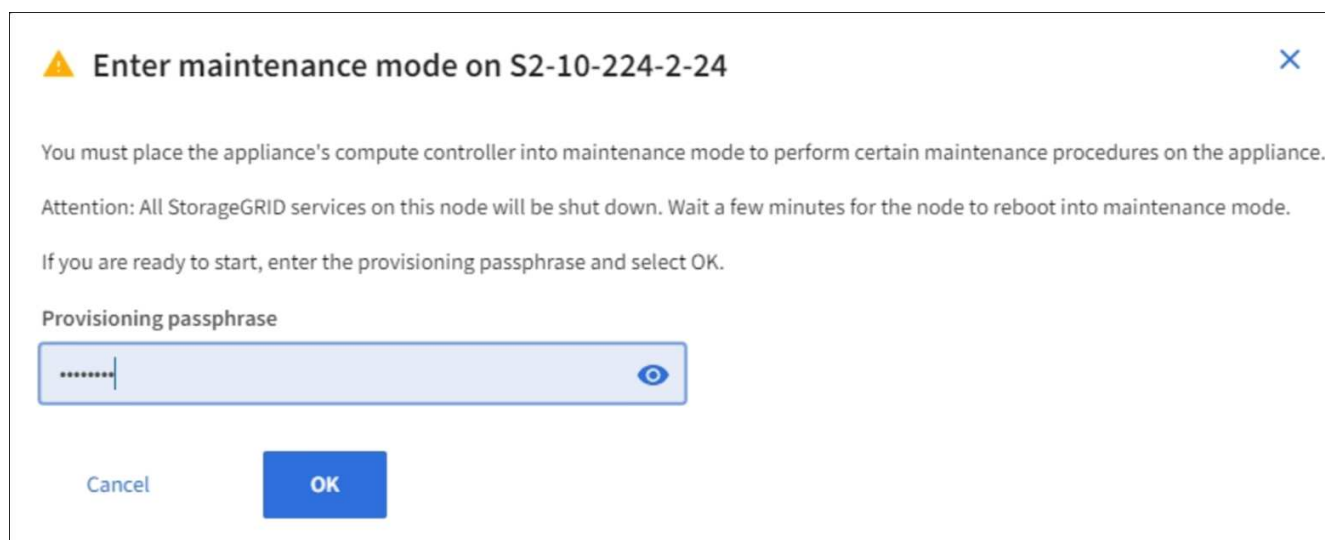 Enter maintenance mode on S2-10-224-2-24
You must place the appliance's compute controller into maintenance mode to perform certain maintenance procedures on the appliance.
Attention: All StorageGRID services on this node will be shut down. Wait a few minutes for the node to reboot into maintenance mode.
If you are ready to start, enter the provisioning passphrase and select OK.
Provisioning passphrase
••••••••
Cancel
OK